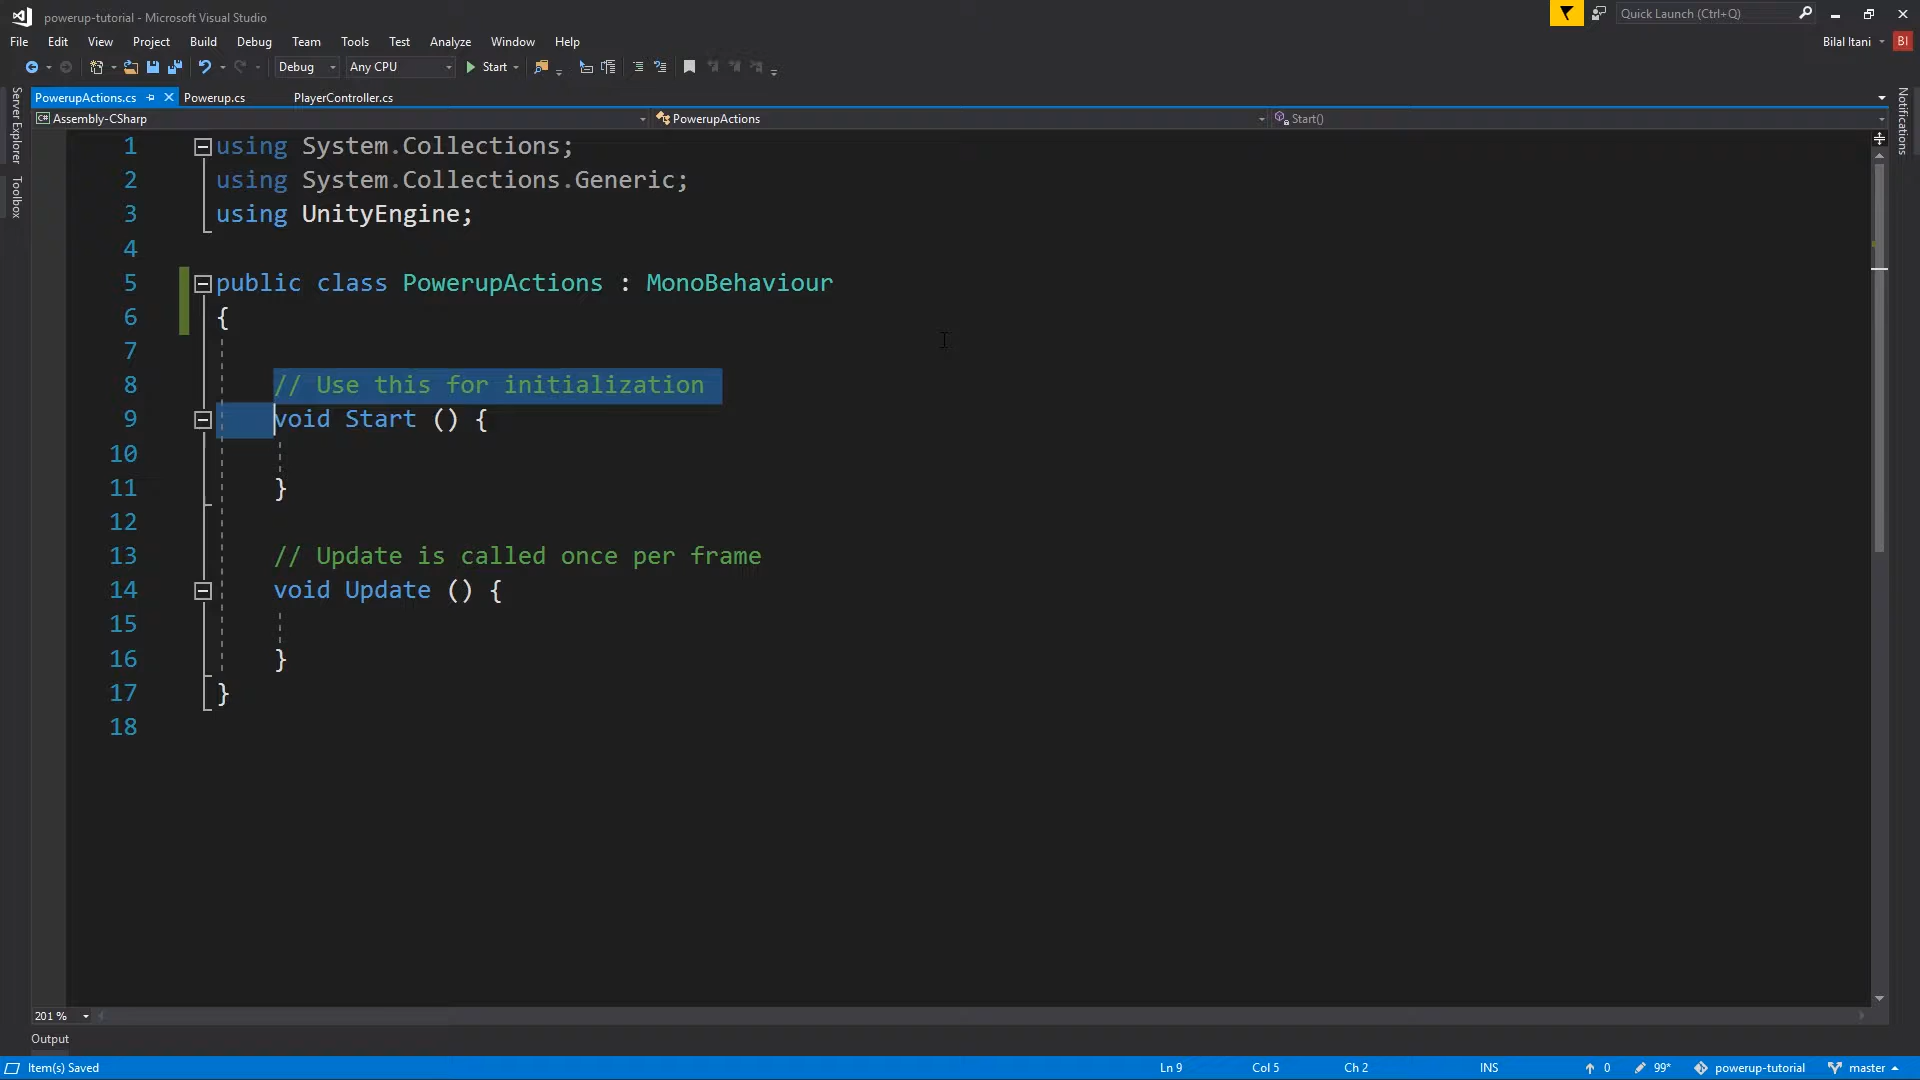 powerup-tutorial - Microsoft Visual Studio
Quick Launch (Ctrl+Q)
File Edit View Project Build Debug Team Tools Test Analyze Window Help
Bilal Itani BI
Debug Any CPU Start
Server Explorer
Toolbox
Notifications
PowerupActions.cs Powerup.cs PlayerController.cs
C# Assembly-CSharp PowerupActions Start()
1 using System.Collections;
2 using System.Collections.Generic;
3 using UnityEngine;
4
5 public class PowerupActions : MonoBehaviour
6 {
7
8 // Use this for initialization
9 void Start () {
10
11 }
12
13 // Update is called once per frame
14 void Update () {
15
16 }
17 }
18
201 %
Output
Item(s) Saved Ln 9 Col 5 Ch 2 INS 0 99* powerup-tutorial master